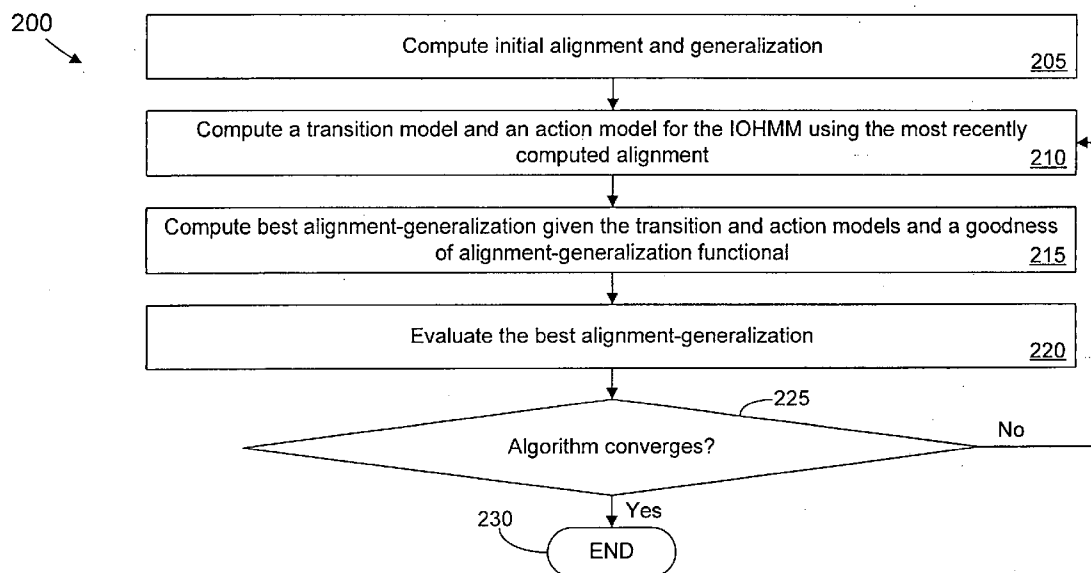 200
Compute initial alignment and generalization
205
Compute a transition model and an action model for the IOHMM using the most recently
computed alignment
210
Compute best alignment-generalization given the transition and action models and a goodness
of alignment-generalization functional
215
Evaluate the best alignment-generalization
220
225
Algorithm converges?
No
Yes
230
END